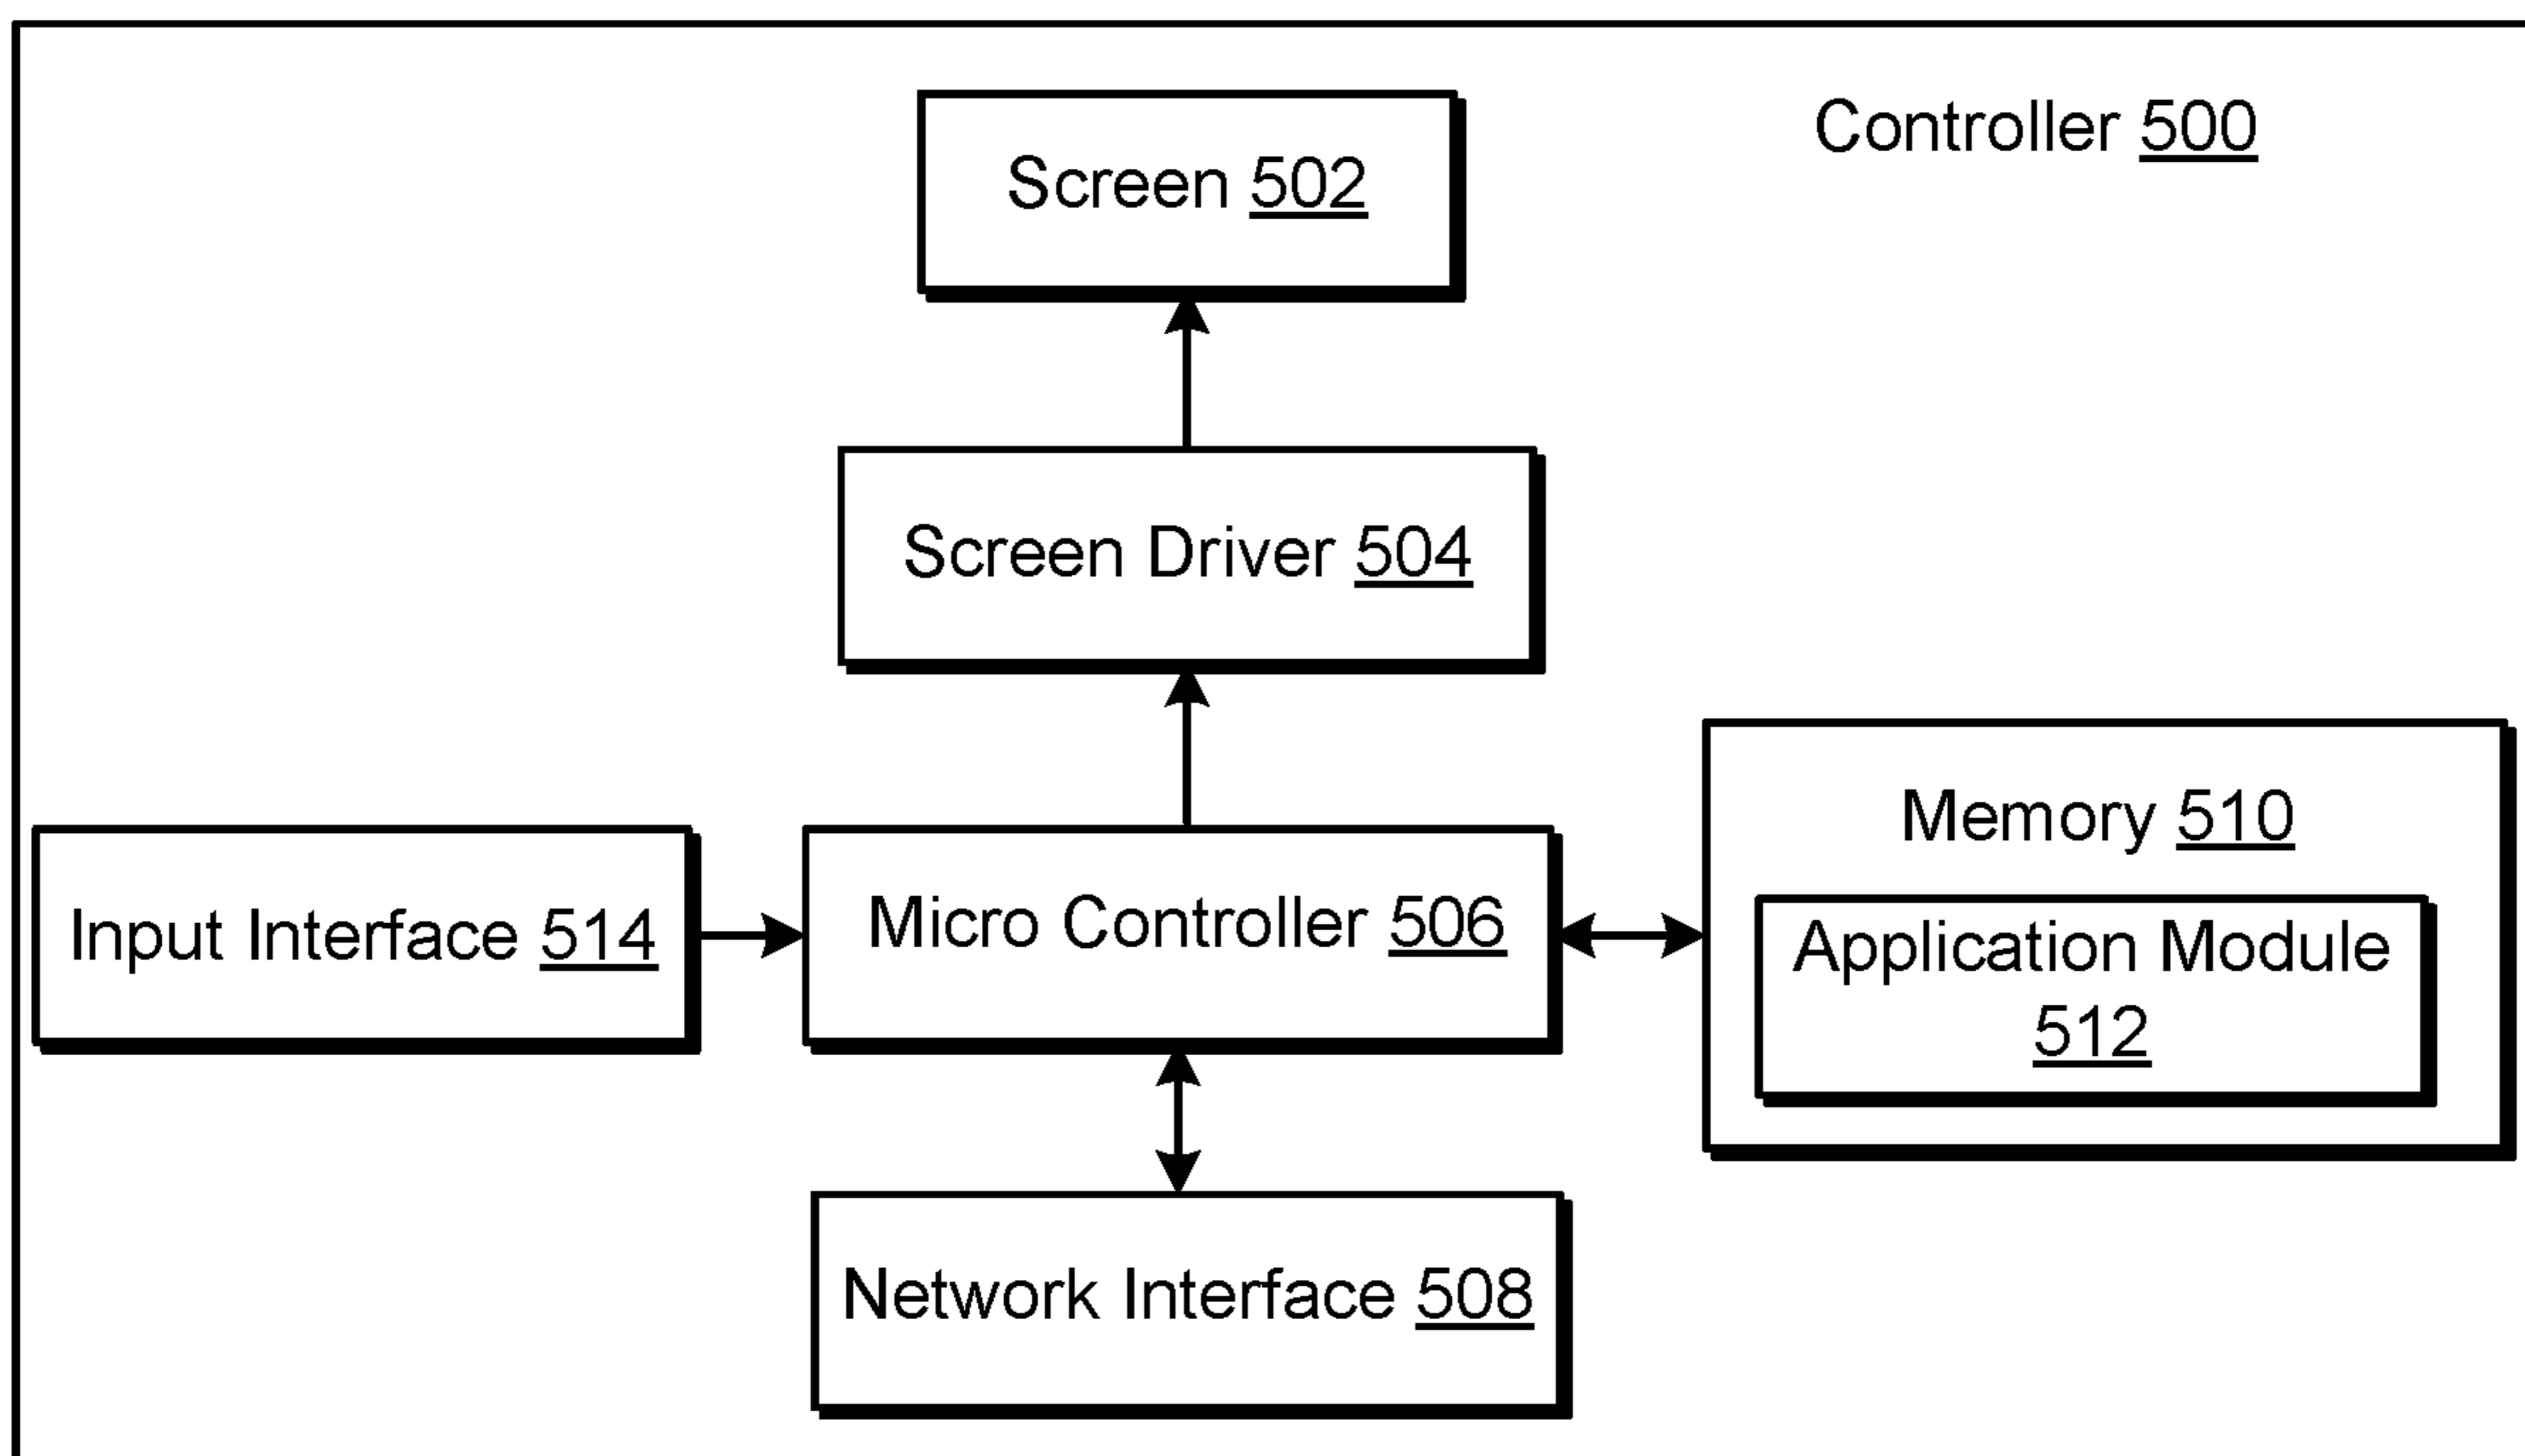 Controller 500
Screen 502
Screen Driver 504
Input Interface 514
Micro Controller 506
Memory 510
Application Module
512
Network Interface 508